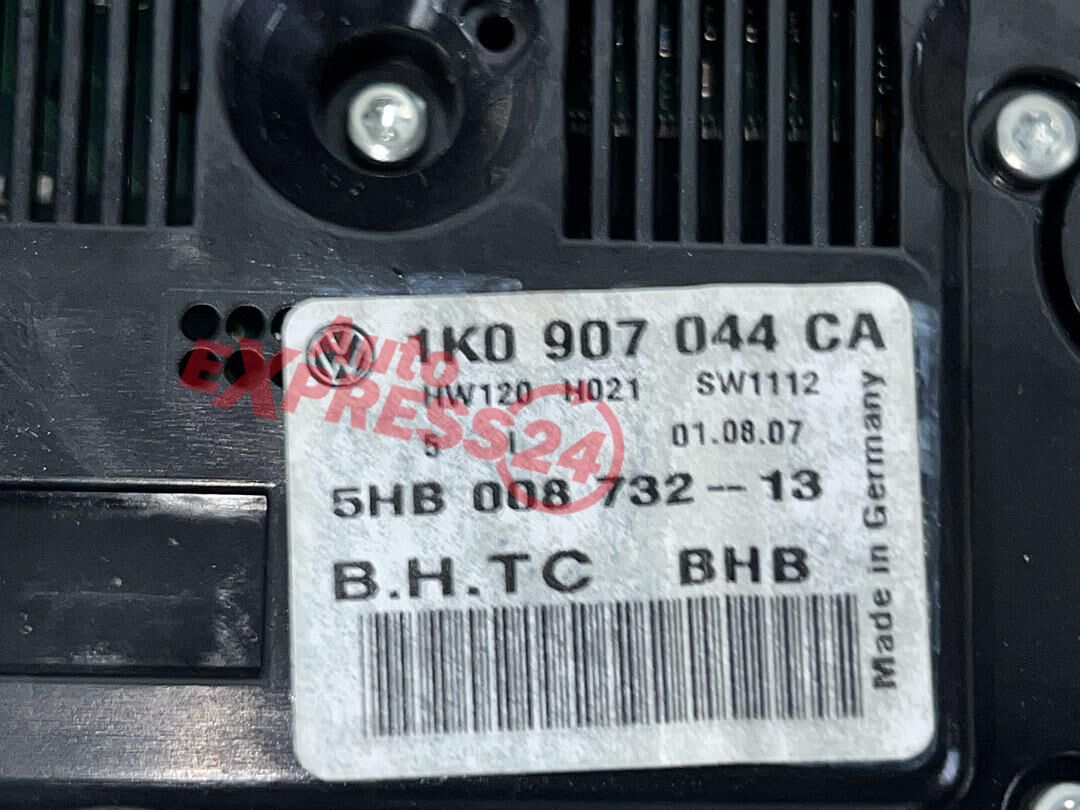 1K0 907 044 CA
HW120 H021 SW1112
5 01.08.07
5HB 008 732--13
B.H.TC BHB
Made in Germany
Auto
EXPRESS24